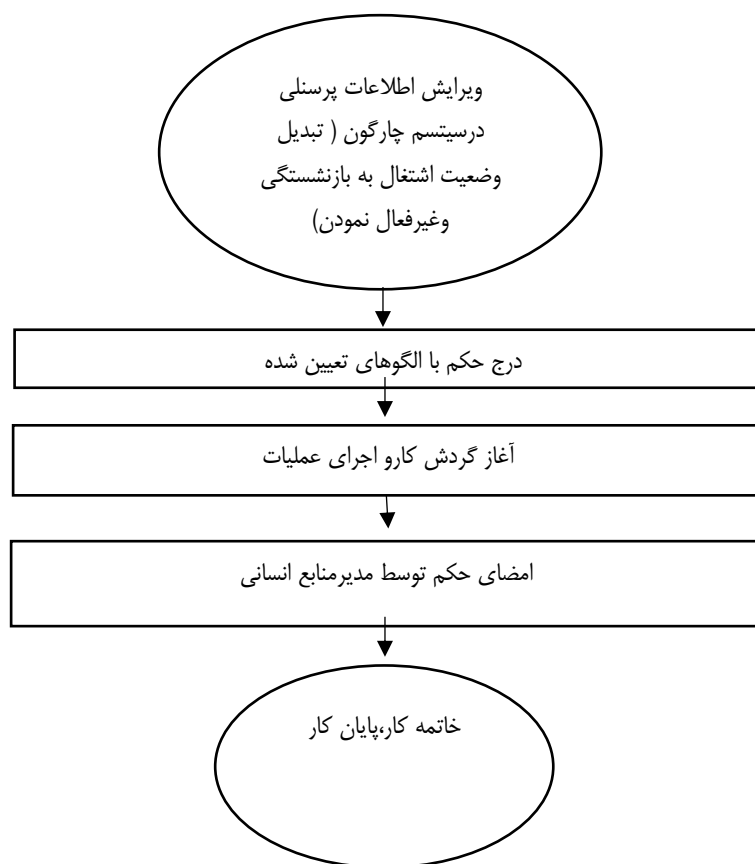 ویرایش اطلاعات پرسنلی
درسیتسم چارگون ( تبدیل
وضعیت اشتغال به بازنشستگی
وغیرفعال نمودن)
درج حکم با الگوهای تعیین شده
آغاز گردش کارو اجرای عملیات
امضای حکم توسط مدیرمنابع انسانی
خاتمه کار،پایان کار